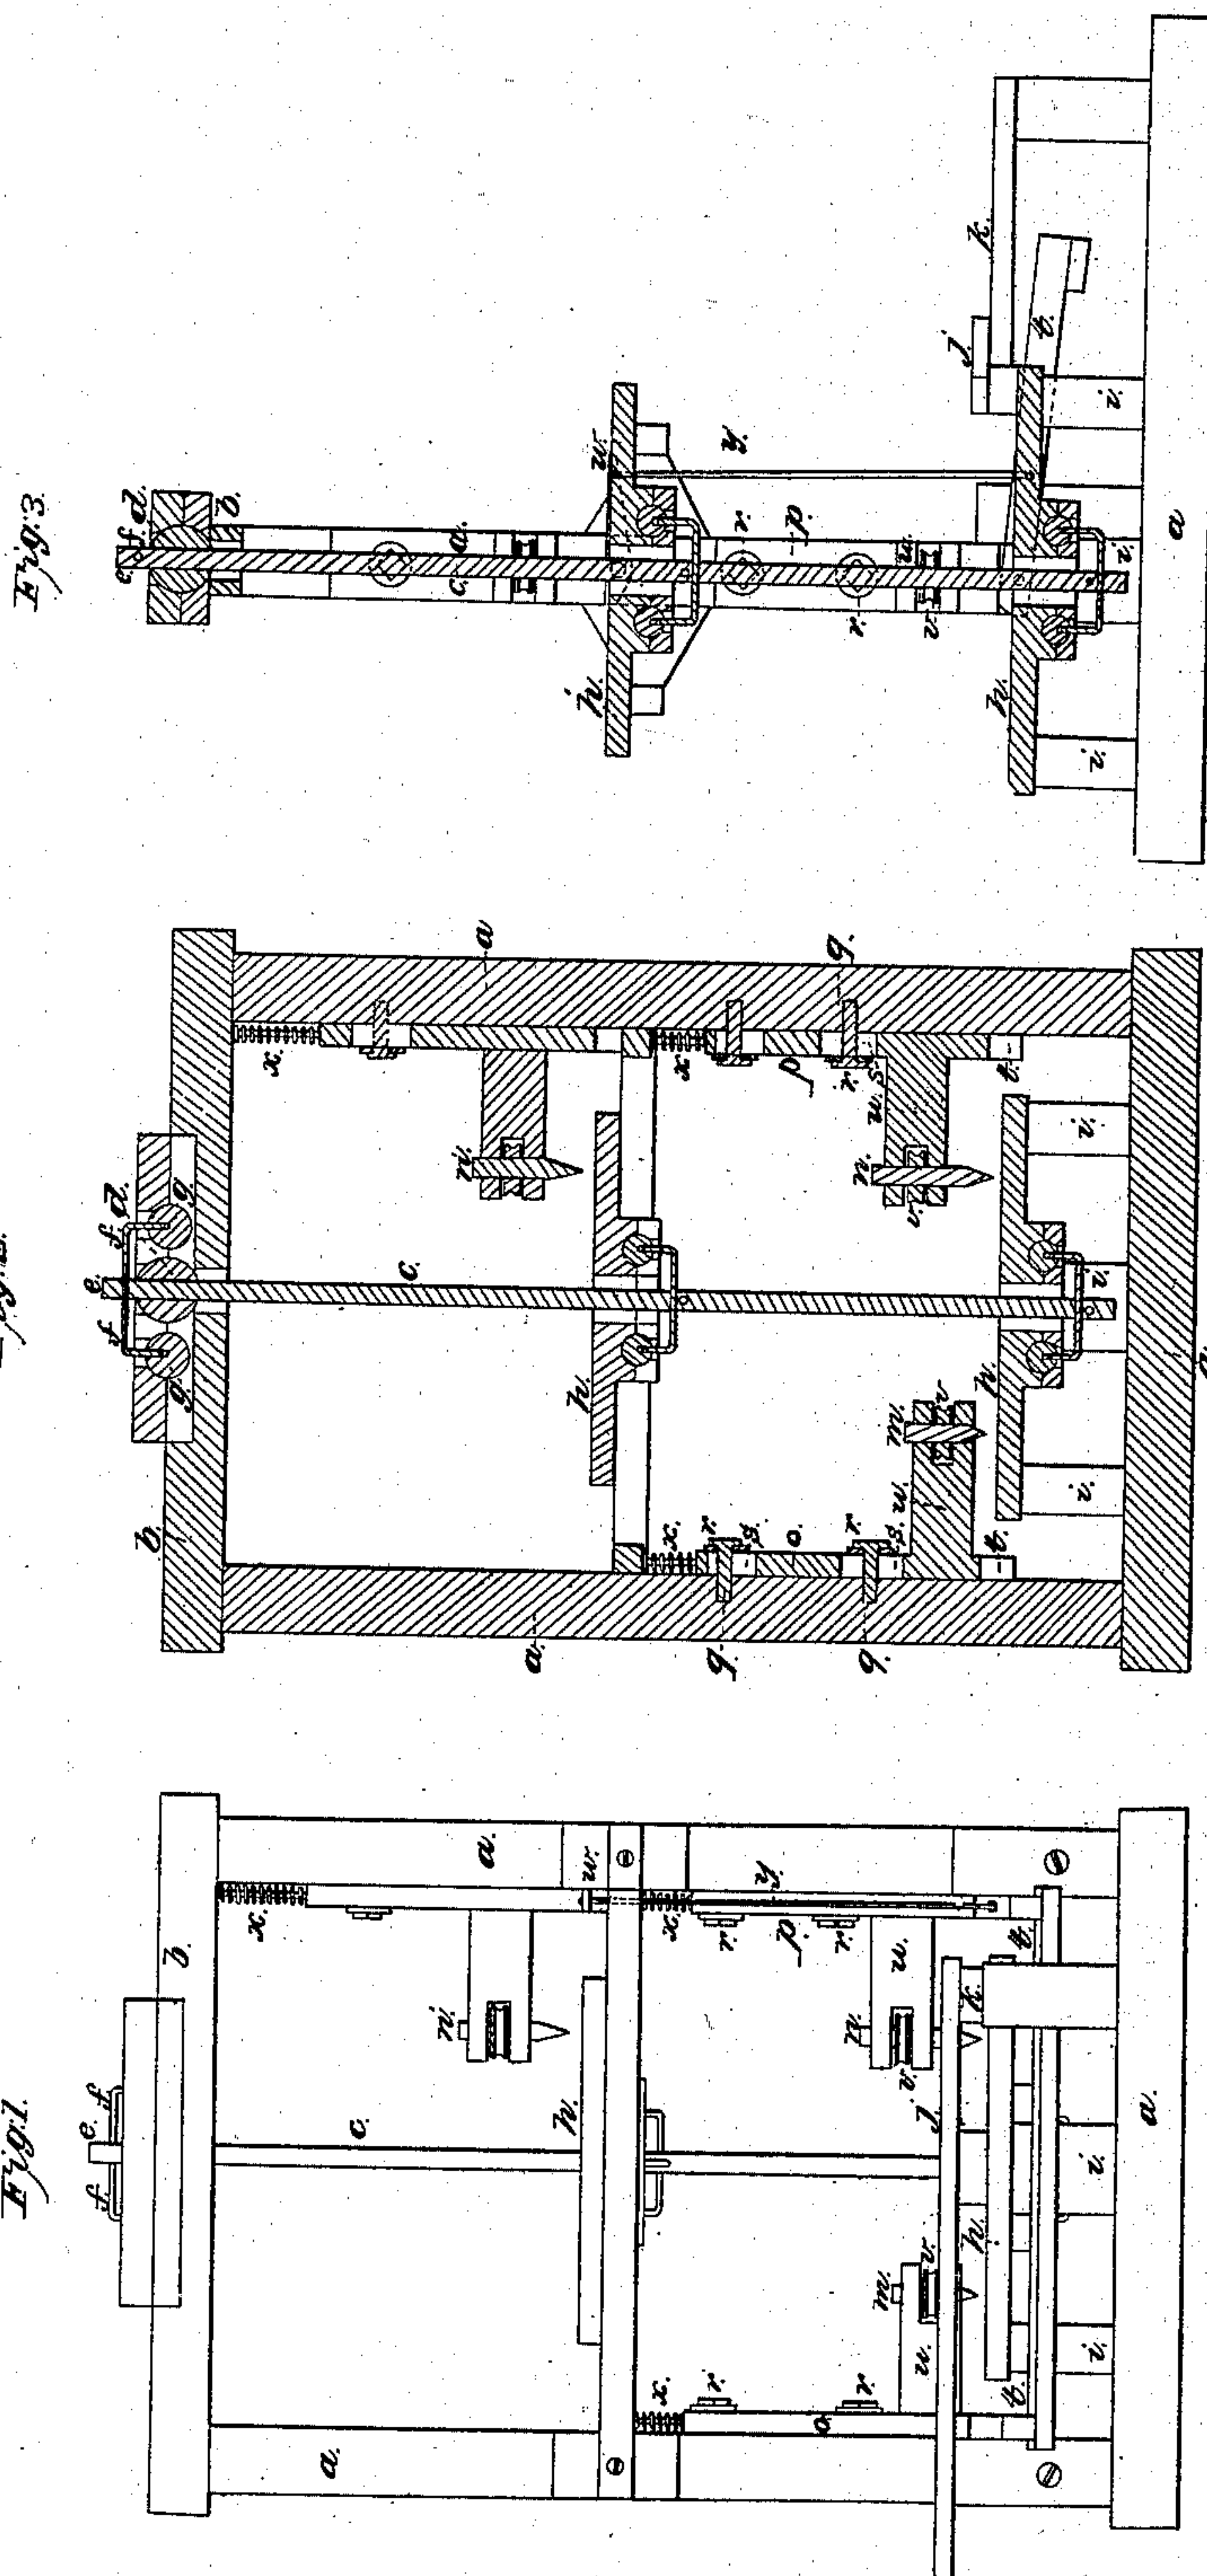 Fig. 3.
e. f. d.
b.
c. a.
w.
h.
y.
r. p.
r.
u.
v.
j.
k.
h.
t.
i. i. i.
a
e. f. f. d.
g. g.
b.
x.
a
c.
n.
h.
x.
p
q.
r.
s.
n.
v.
u.
m.
v.
u.
h.
t.
i. i. i.
x.
r.
s.
o
r.
s.
t.
a.
q.
q.
Fig. 1.
e.
f. f.
b.
x.
a.
n.
c.
w.
h.
x.
y.
r.
p
r.
u.
n.
v.
j.
k.
t.
m.
v.
u.
h.
x.
r.
r.
o
t.
i.
i.
a.
a.